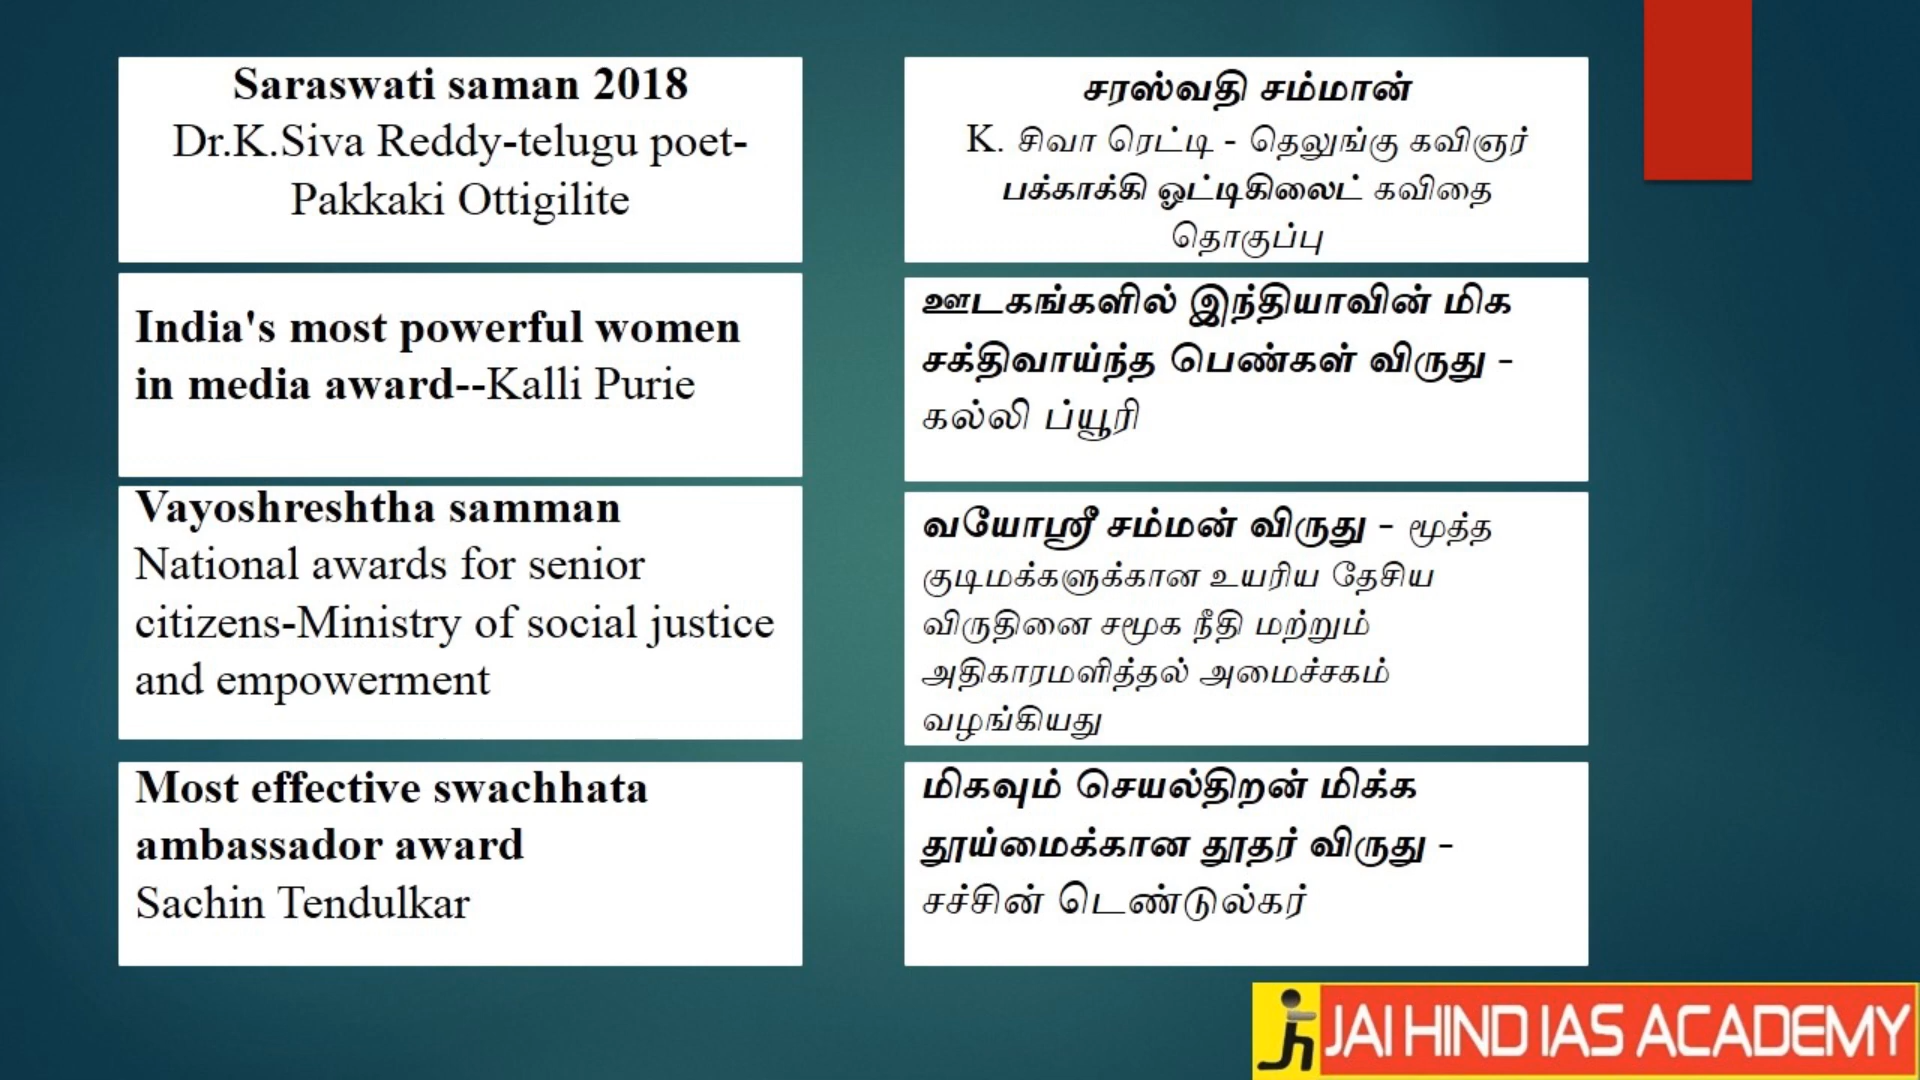 Saraswati saman 2018
Dr.K.Siva Reddy-telugu poet-
Pakkaki Ottigilite
சரஸ்வதி சம்மான்
K. சிவா ரெட்டி - தெலுங்கு கவிஞர்
பக்காக்கி ஓட்டிகிலைட் கவிதை
தொகுப்பு
India's most powerful women
in media award--Kalli Purie
ஊடகங்களில் இந்தியாவின் மிக
சக்திவாய்ந்த பெண்கள் விருது -
கல்லி ப்யூரி
Vayoshreshtha samman
National awards for senior
citizens-Ministry of social justice
and empowerment
வயோஸ்ரீ சம்மன் விருது - மூத்த
குடிமக்களுக்கான உயரிய தேசிய
விருதினை சமூக நீதி மற்றும்
அதிகாரமளித்தல் அமைச்சகம்
வழங்கியது
Most effective swachhata
ambassador award
Sachin Tendulkar
மிகவும் செயல்திறன் மிக்க
தூய்மைக்கான தூதர் விருது -
சச்சின் டெண்டுல்கர்
JAI HIND IAS ACADEMY